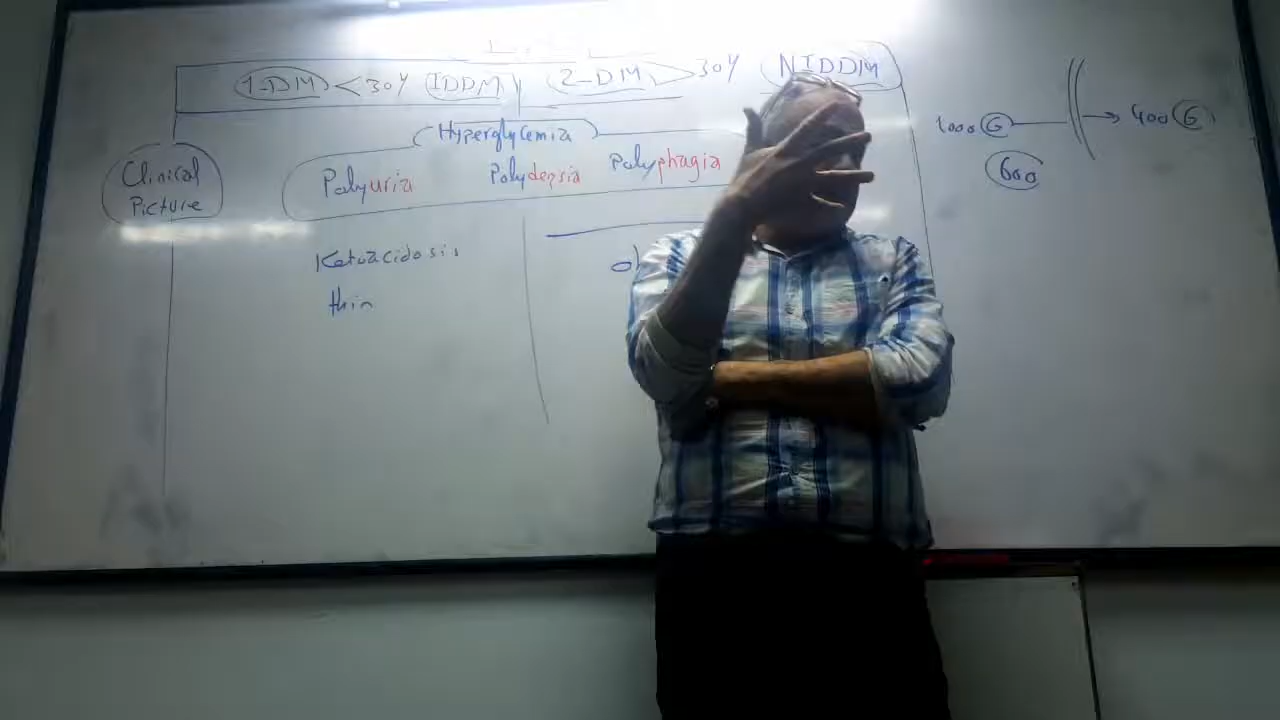 1-DM < 30Y IDDM 2-DM > 30Y NIDDM
Hyperglycemia
Clinical Picture
Polyuria Polydepsia Polyphagia
Ketoacidosis
thin
1000 G → 400 G
600